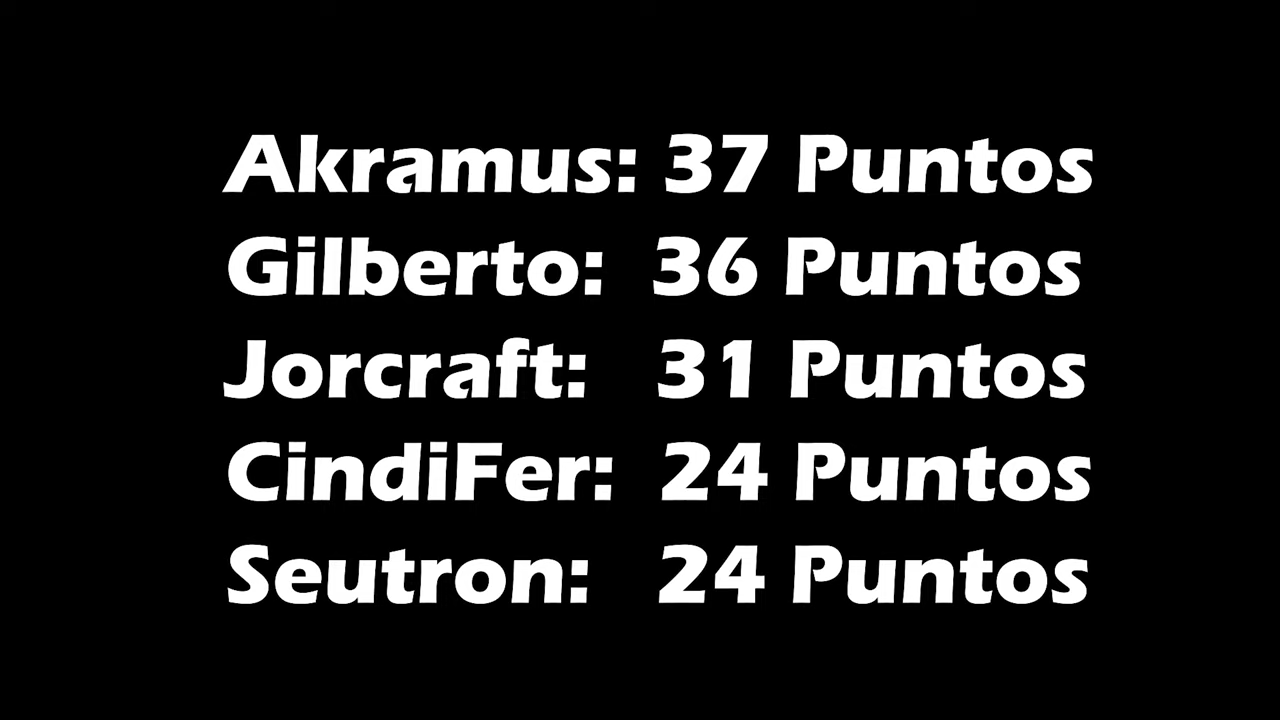 Akramus: 37 Puntos
Gilberto: 36 Puntos
Jorcraft: 31 Puntos
CindiFer: 24 Puntos
Seutron: 24 Puntos